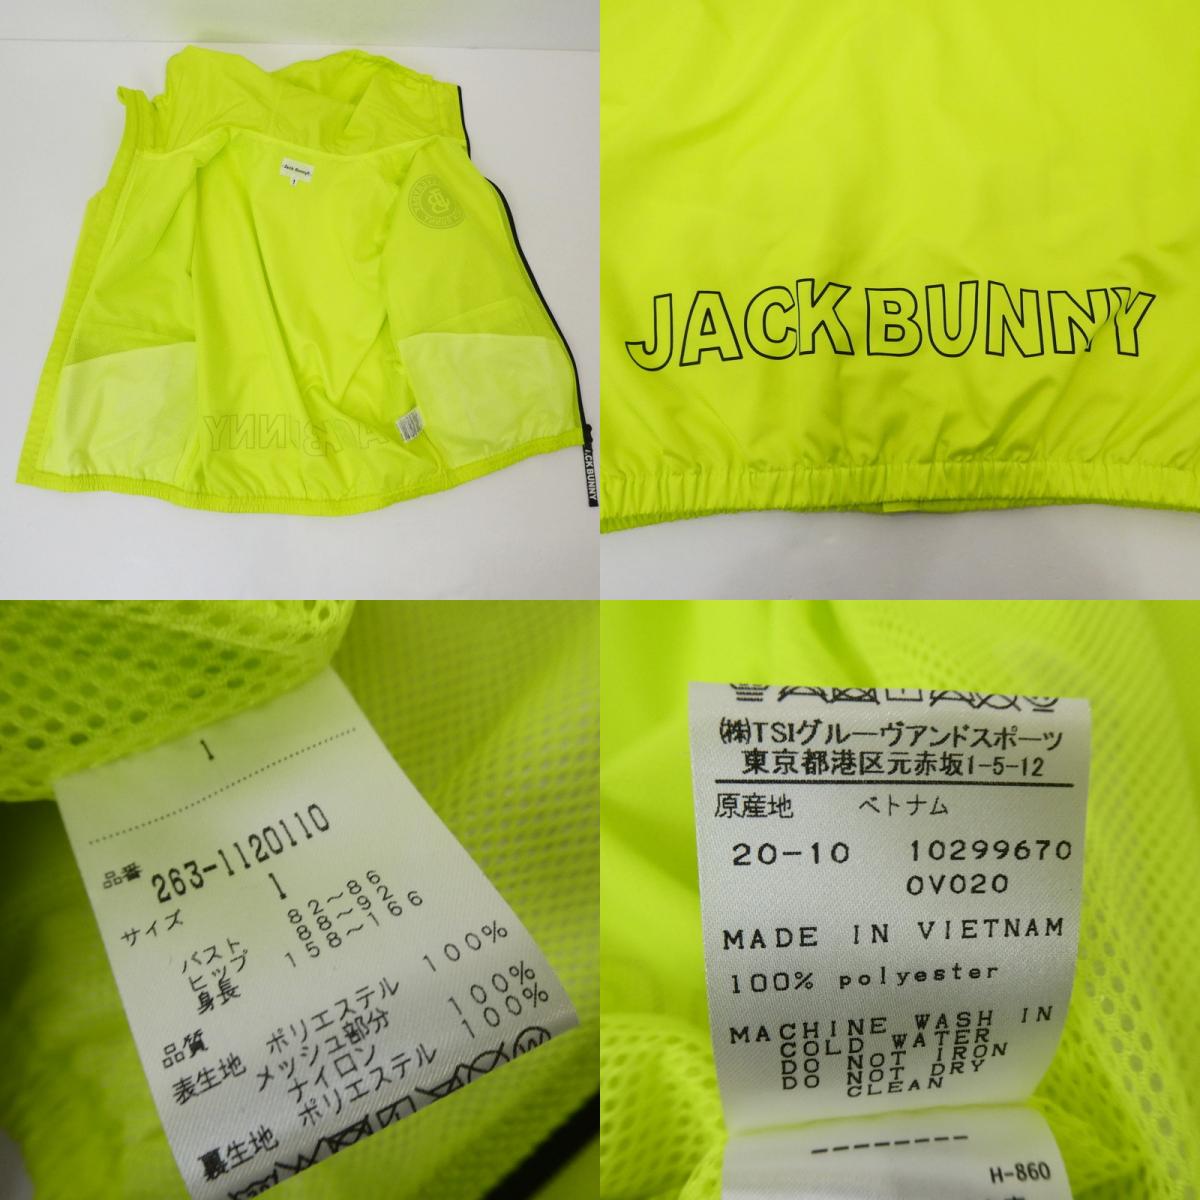 Jack Bunny!!
1
JACK BUNNY
JACK BUNNY
JACK BUNNY
1
品番 263-1120110
サイズ 1
バスト 82~86
ヒップ 88~92
身長 158~166
品質
表生地 ポリエステル 100%
メッシュ部分
ナイロン 100%
裏生地 ポリエステル 100%
㈱TSIグルーヴアンドスポーツ
東京都港区元赤坂1-5-12
原産地 ベトナム
20-10 10299670
0V020
MADE IN VIETNAM
100% polyester
MACHINE WASH IN
COLD WATER
DO NOT IRON
DO NOT DRY
CLEAN
--------
H-860